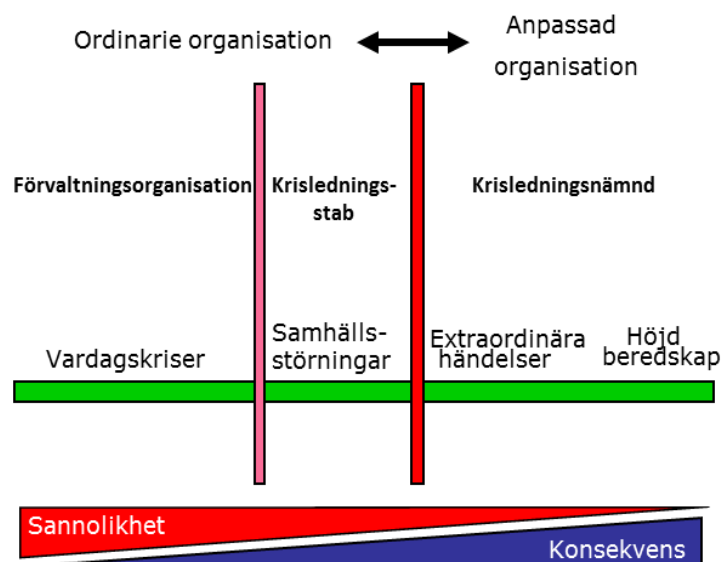 Ordinarie organisation
Anpassad
organisation
Förvaltningsorganisation
Krislednings-
stab
Krisledningsnämnd
Vardagskriser
Samhälls-
störningar
Extraordinära
händelser
Höjd
beredskap
Sannolikhet
Konsekvens